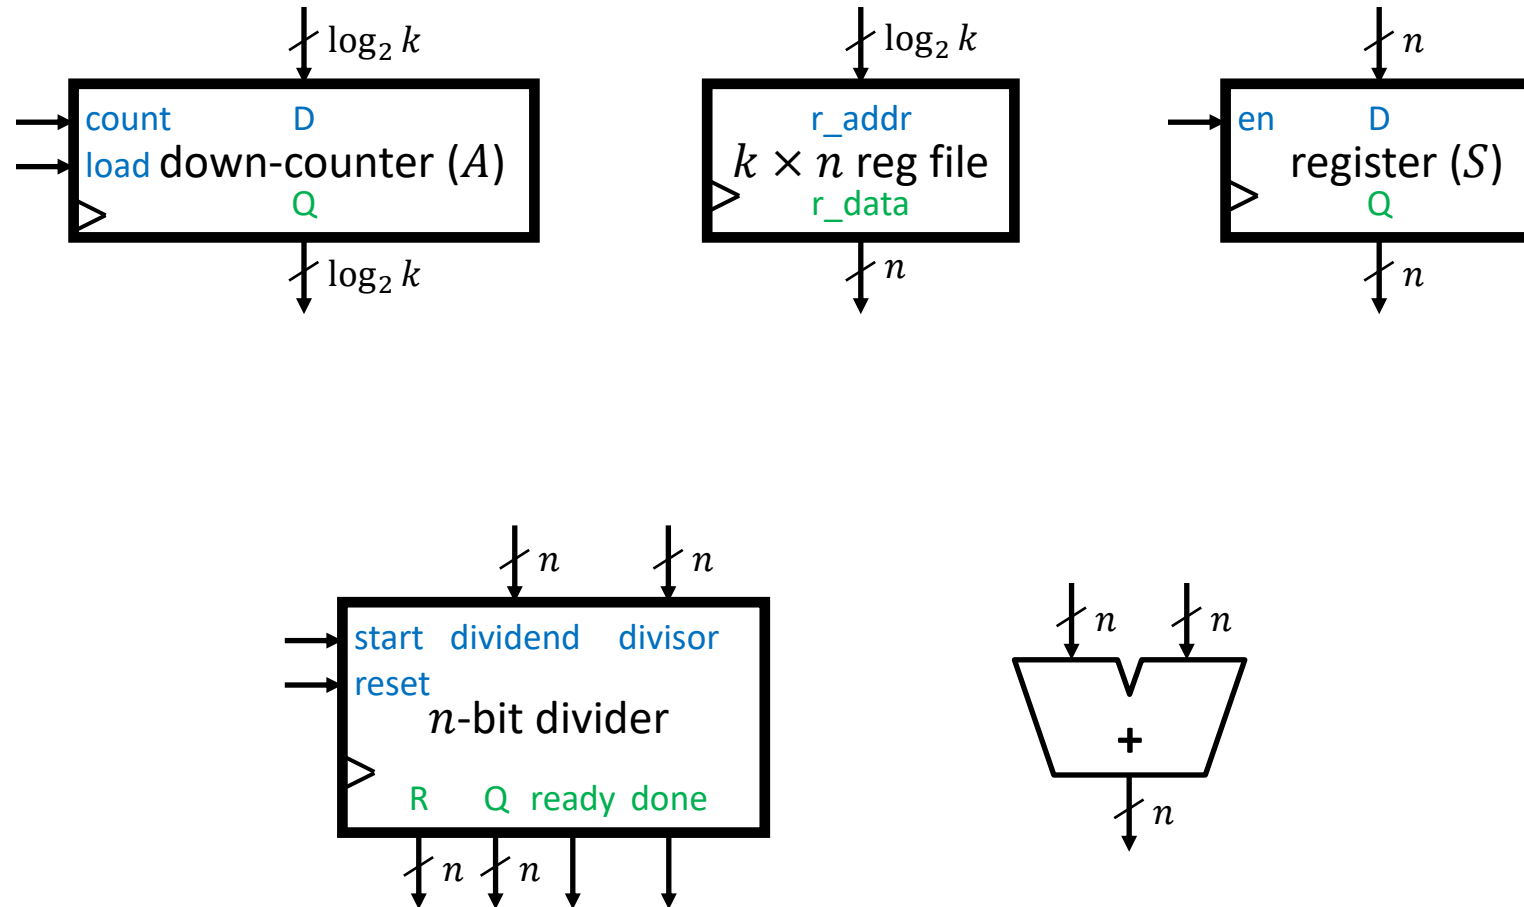 log₂ k
log₂ k
n
count D
load down-counter (A)
Q
r_addr
k × n reg file
r_data
en D
register (S)
Q
log₂ k
n
n
n
n
start dividend divisor
reset
n-bit divider
R Q ready done
n
n
n
n
+
n